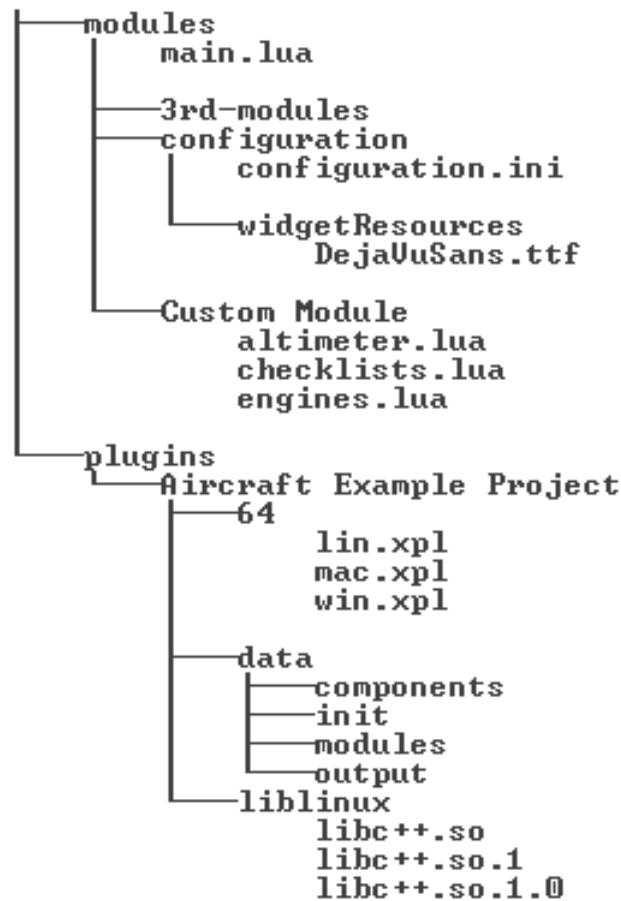 modules
main.lua
3rd-modules
configuration
configuration.ini
widgetResources
DejaVuSans.ttf
Custom Module
altimeter.lua
checklists.lua
engines.lua
plugins
Aircraft Example Project
64
lin.xpl
mac.xpl
win.xpl
data
components
init
modules
output
liblinux
libc++.so
libc++.so.1
libc++.so.1.0